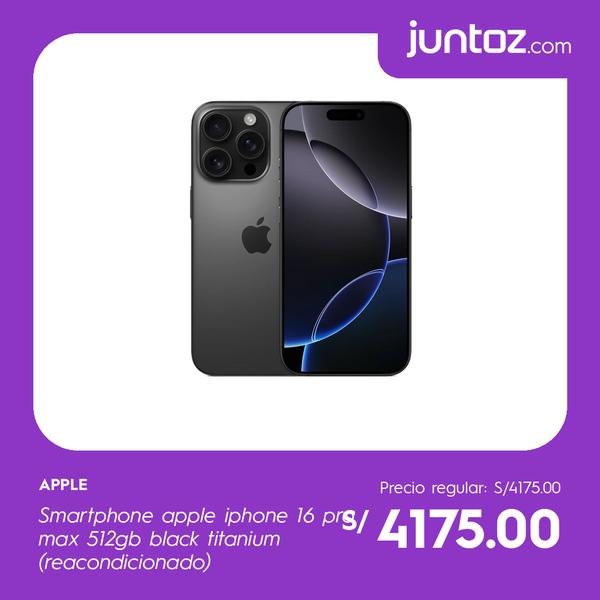 juntoz.com
APPLE
Smartphone apple iphone 16 pro
max 512gb black titanium
(reacondicionado)
Precio regular: S/4175.00
S/ 4175.00